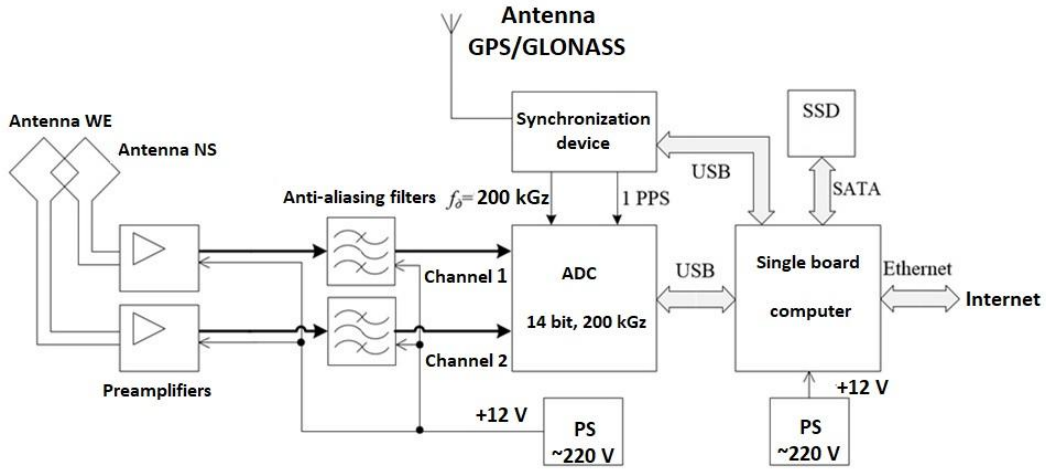 Antenna
GPS/GLONASS
Antenna WE
Antenna NS
Synchronization
device
SSD
USB
SATA
Anti-aliasing filters
f∂= 200 kGz
1 PPS
Channel 1
ADC
14 bit, 200 kGz
USB
Single board
computer
Ethernet
Internet
Channel 2
Preamplifiers
+12 V
PS
~220 V
+12 V
PS
~220 V